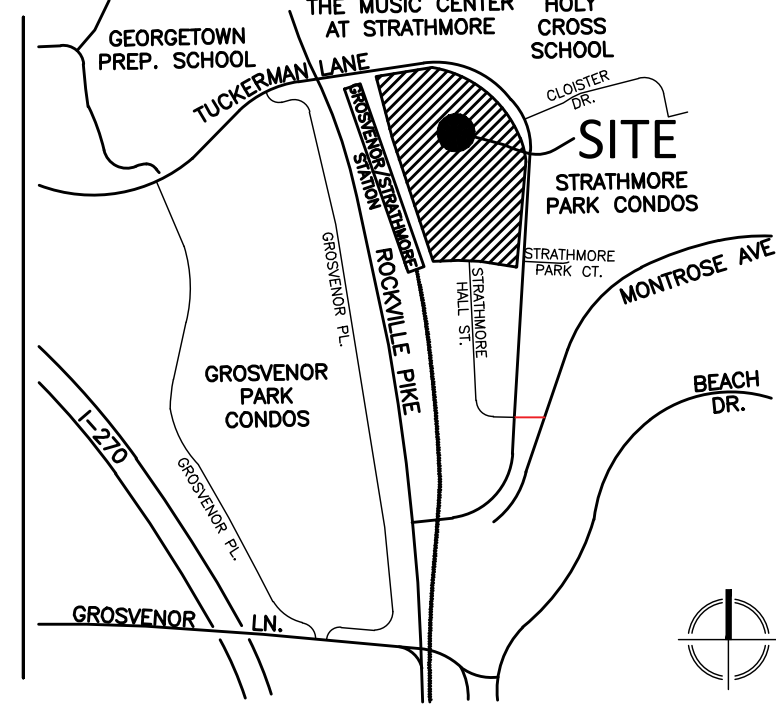 THE MUSIC CENTER
AT STRATHMORE
HOLY
CROSS
SCHOOL
GEORGETOWN
PREP. SCHOOL
TUCKERMAN LANE
CLOISTER
DR.
SITE
GROSVENOR/STRATHMORE
STATION
STRATHMORE
PARK CONDOS
GROSVENOR PL.
ROCKVILLE PIKE
STRATHMORE
PARK CT.
STRATHMORE
HALL ST.
MONTROSE AVE
GROSVENOR
PARK
CONDOS
BEACH
DR.
I-270
GROSVENOR PL.
GROSVENOR LN.